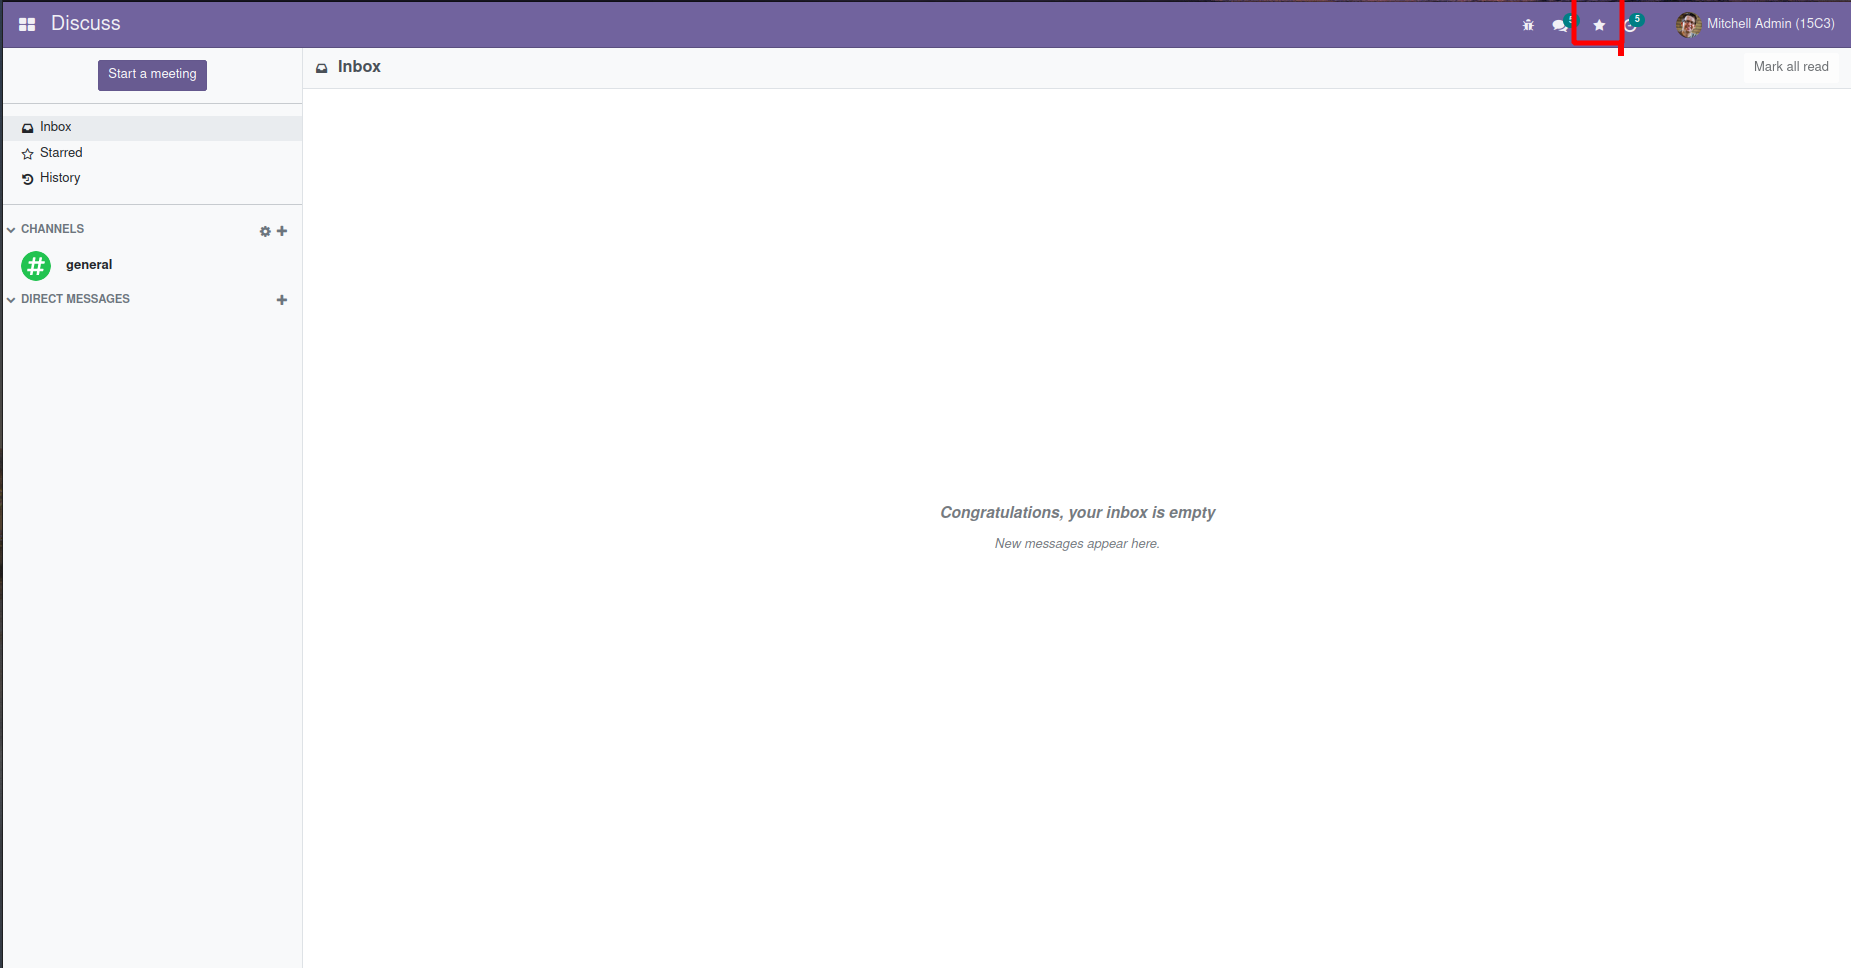 Discuss
5
Mitchell Admin (15C3)
Start a meeting
Inbox
Mark all read
Inbox
Starred
History
CHANNELS
general
DIRECT MESSAGES
Congratulations, your inbox is empty
New messages appear here.